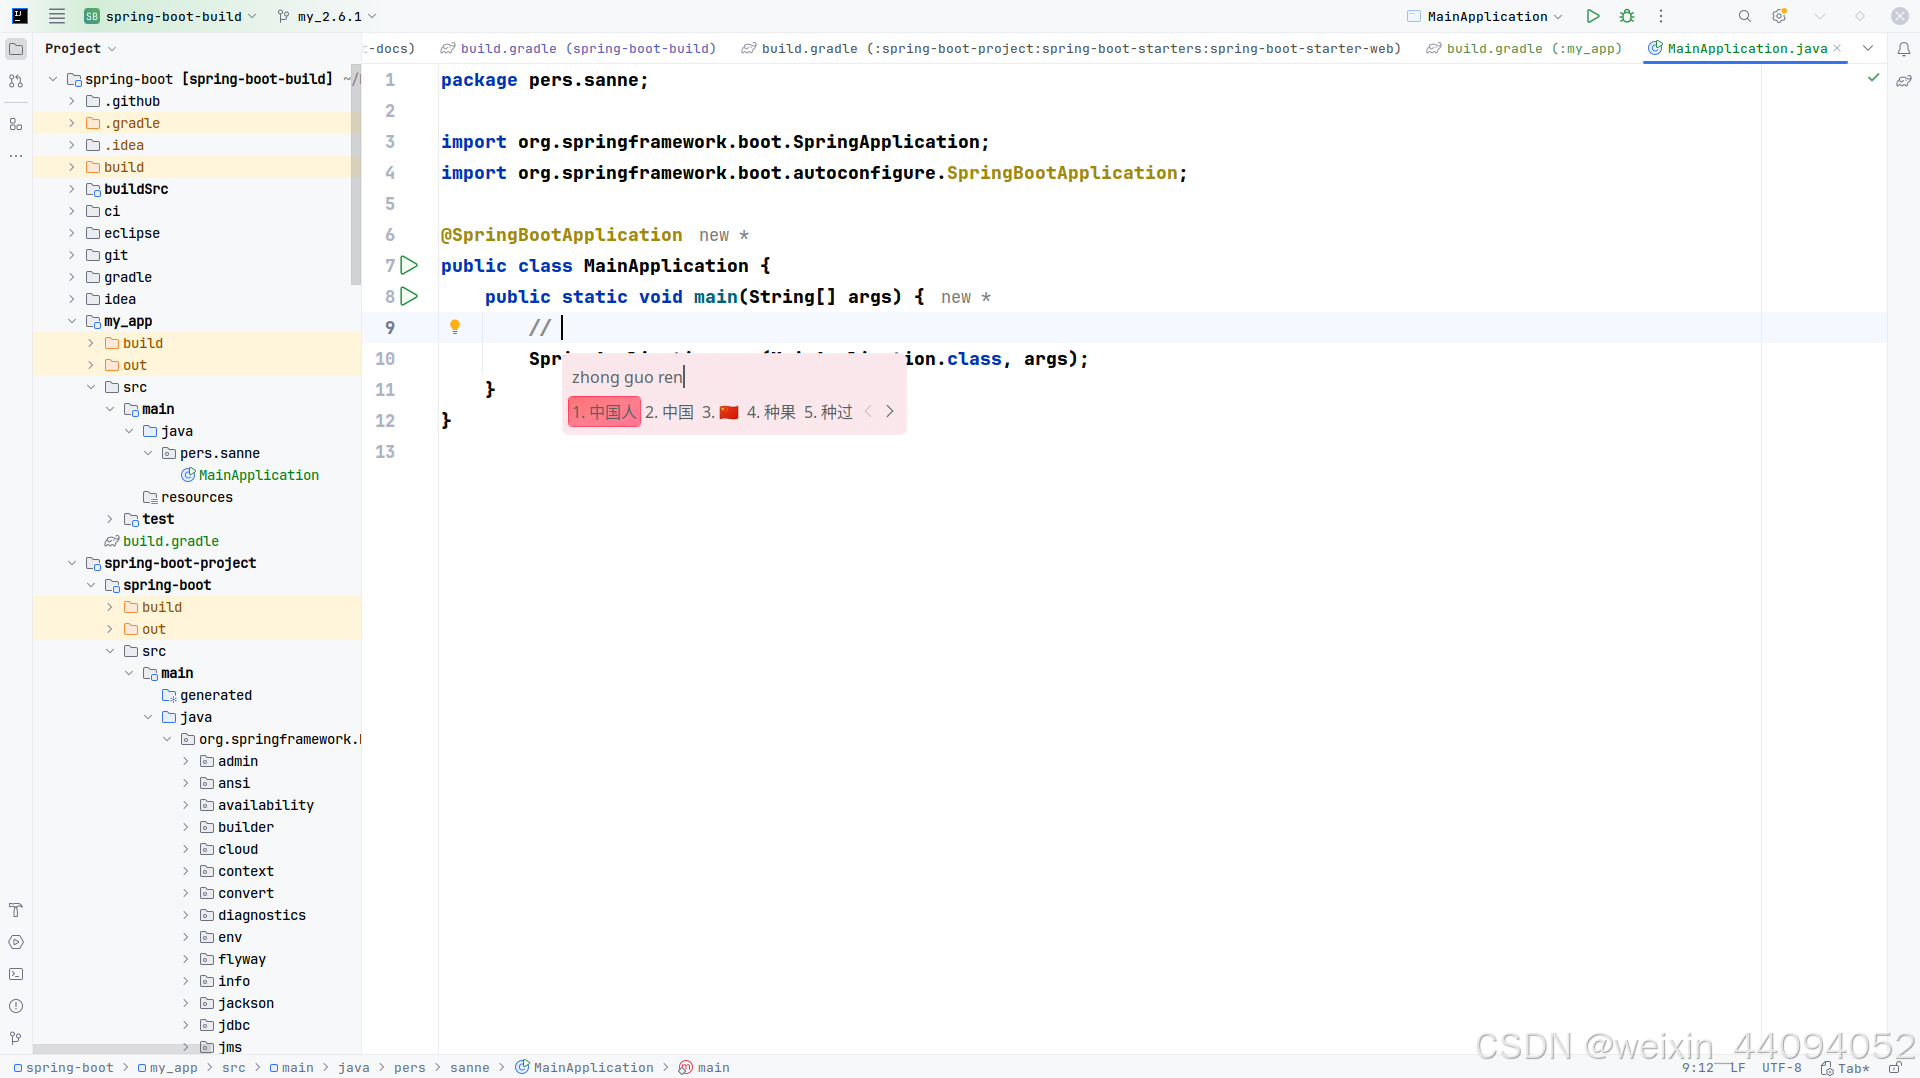 SB spring-boot-build my_2.6.1 MainApplication
Project
-docs) build.gradle (spring-boot-build) build.gradle (:spring-boot-project:spring-boot-starters:spring-boot-starter-web) build.gradle (:my_app) MainApplication.java
spring-boot [spring-boot-build] ~/
.github
.gradle
.idea
build
buildSrc
ci
eclipse
git
gradle
idea
my_app
build
out
src
main
java
pers.sanne
MainApplication
resources
test
build.gradle
spring-boot-project
spring-boot
build
out
src
main
generated
java
org.springframework.
admin
ansi
availability
builder
cloud
context
convert
diagnostics
env
flyway
info
jackson
jdbc
jms
1 package pers.sanne;
2
3 import org.springframework.boot.SpringApplication;
4 import org.springframework.boot.autoconfigure.SpringBootApplication;
5
6 @SpringBootApplication new *
7 public class MainApplication {
8 public static void main(String[] args) { new *
9 //
10 Spr on.class, args);
11 }
12 }
13
zhong guo ren
1. 中国人 2. 中国 3. 🇨🇳 4. 种果 5. 种过
CSDN @weixin_44094052
spring-boot my_app src main java pers sanne MainApplication main 9:12 LF UTF-8 Tab*